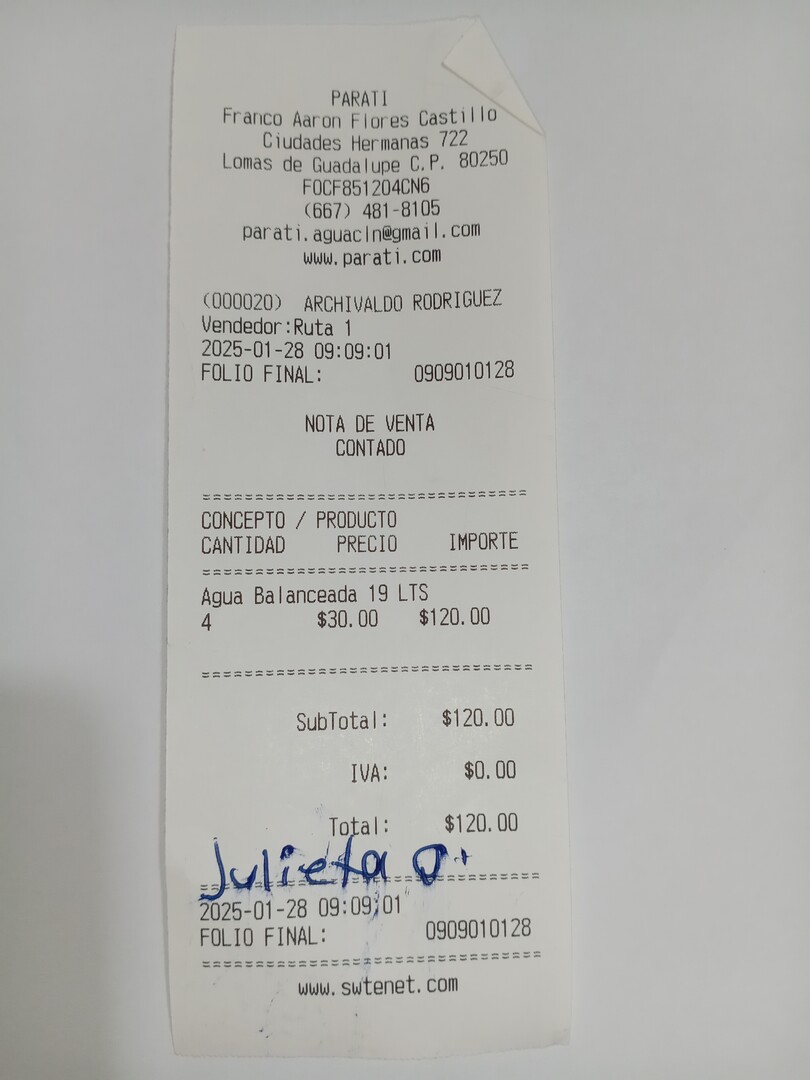 PARATI
Franco Aaron Flores Castillo
Ciudades Hermanas 722
Lomas de Guadalupe C.P. 80250
FOCF851204CN6
(667) 481-8105
parati.aguacln@gmail.com
www.parati.com
(000020) ARCHIVALDO RODRIGUEZ
Vendedor:Ruta 1
2025-01-28 09:09:01
FOLIO FINAL: 0909010128
NOTA DE VENTA
CONTADO
CONCEPTO / PRODUCTO
CANTIDAD PRECIO IMPORTE
Agua Balanceada 19 LTS
4 $30.00 $120.00
SubTotal: $120.00
IVA: $0.00
Total: $120.00
Julieta
2025-01-28 09:09:01
FOLIO FINAL: 0909010128
www.swtenet.com